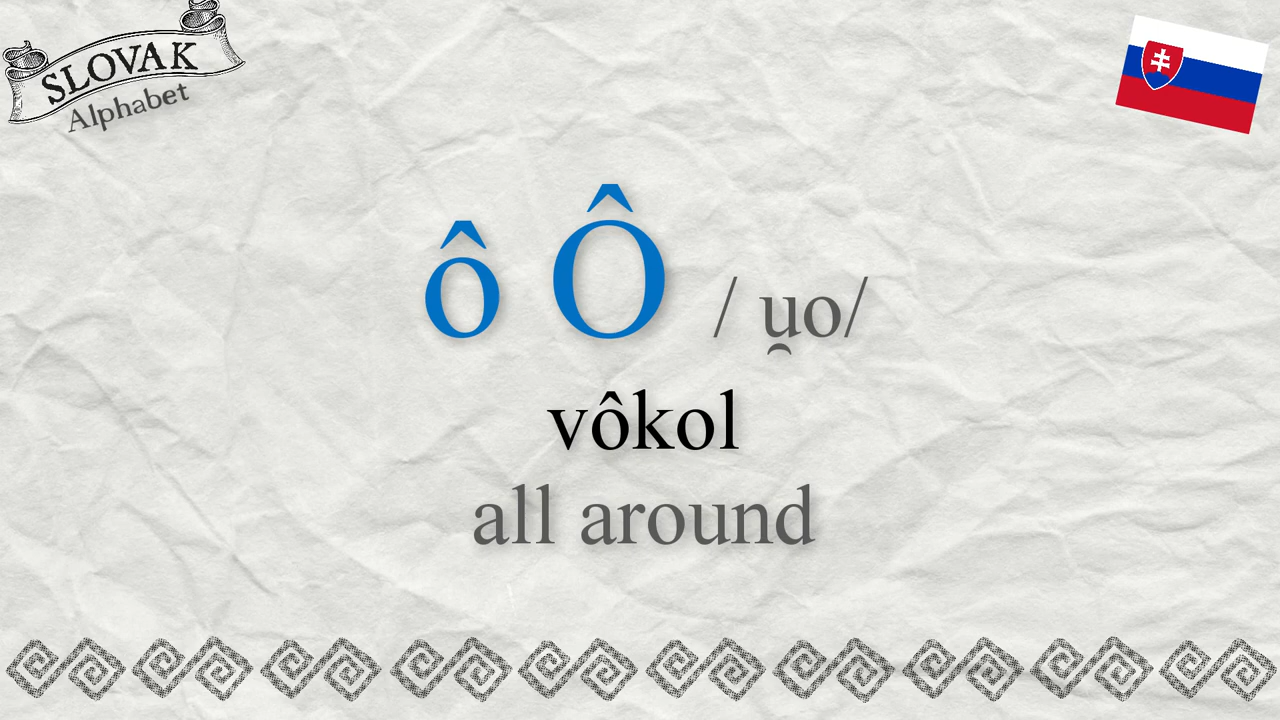 SLOVAK
Alphabet
ô Ô / u̯o/
vôkol
all around